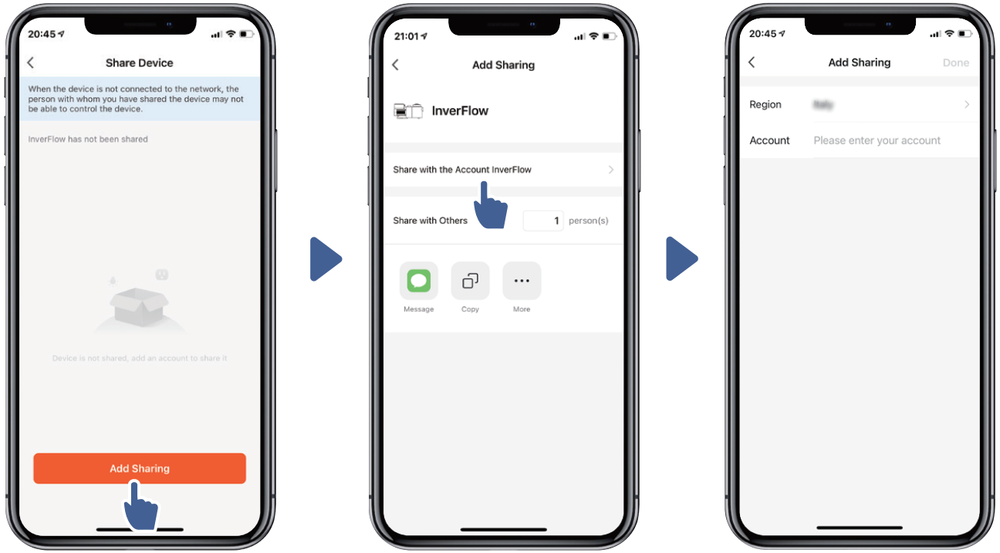 20:45
Share Device
When the device is not connected to the network, the
person with whom you have shared the device may not
be able to control the device.
InverFlow has not been shared
Device is not shared, add an account to share it
Add Sharing
21:01
Add Sharing
InverFlow
Share with the Account InverFlow
Share with Others 1 person(s)
Message Copy More
20:45
Add Sharing Done
Region
Account Please enter your account